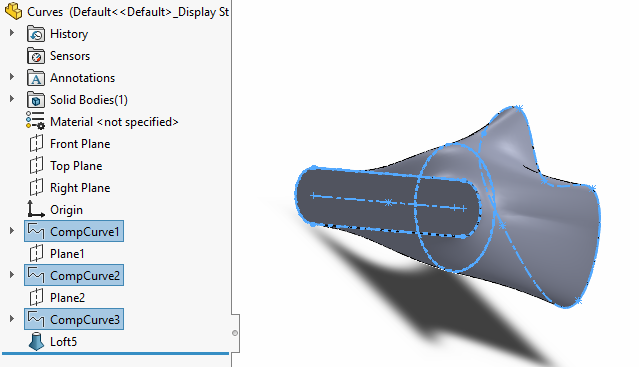 Curves (Default<<Default>_Display St
History
Sensors
Annotations
Solid Bodies(1)
Material <not specified>
Front Plane
Top Plane
Right Plane
Origin
CompCurve1
Plane1
CompCurve2
Plane2
CompCurve3
Loft5